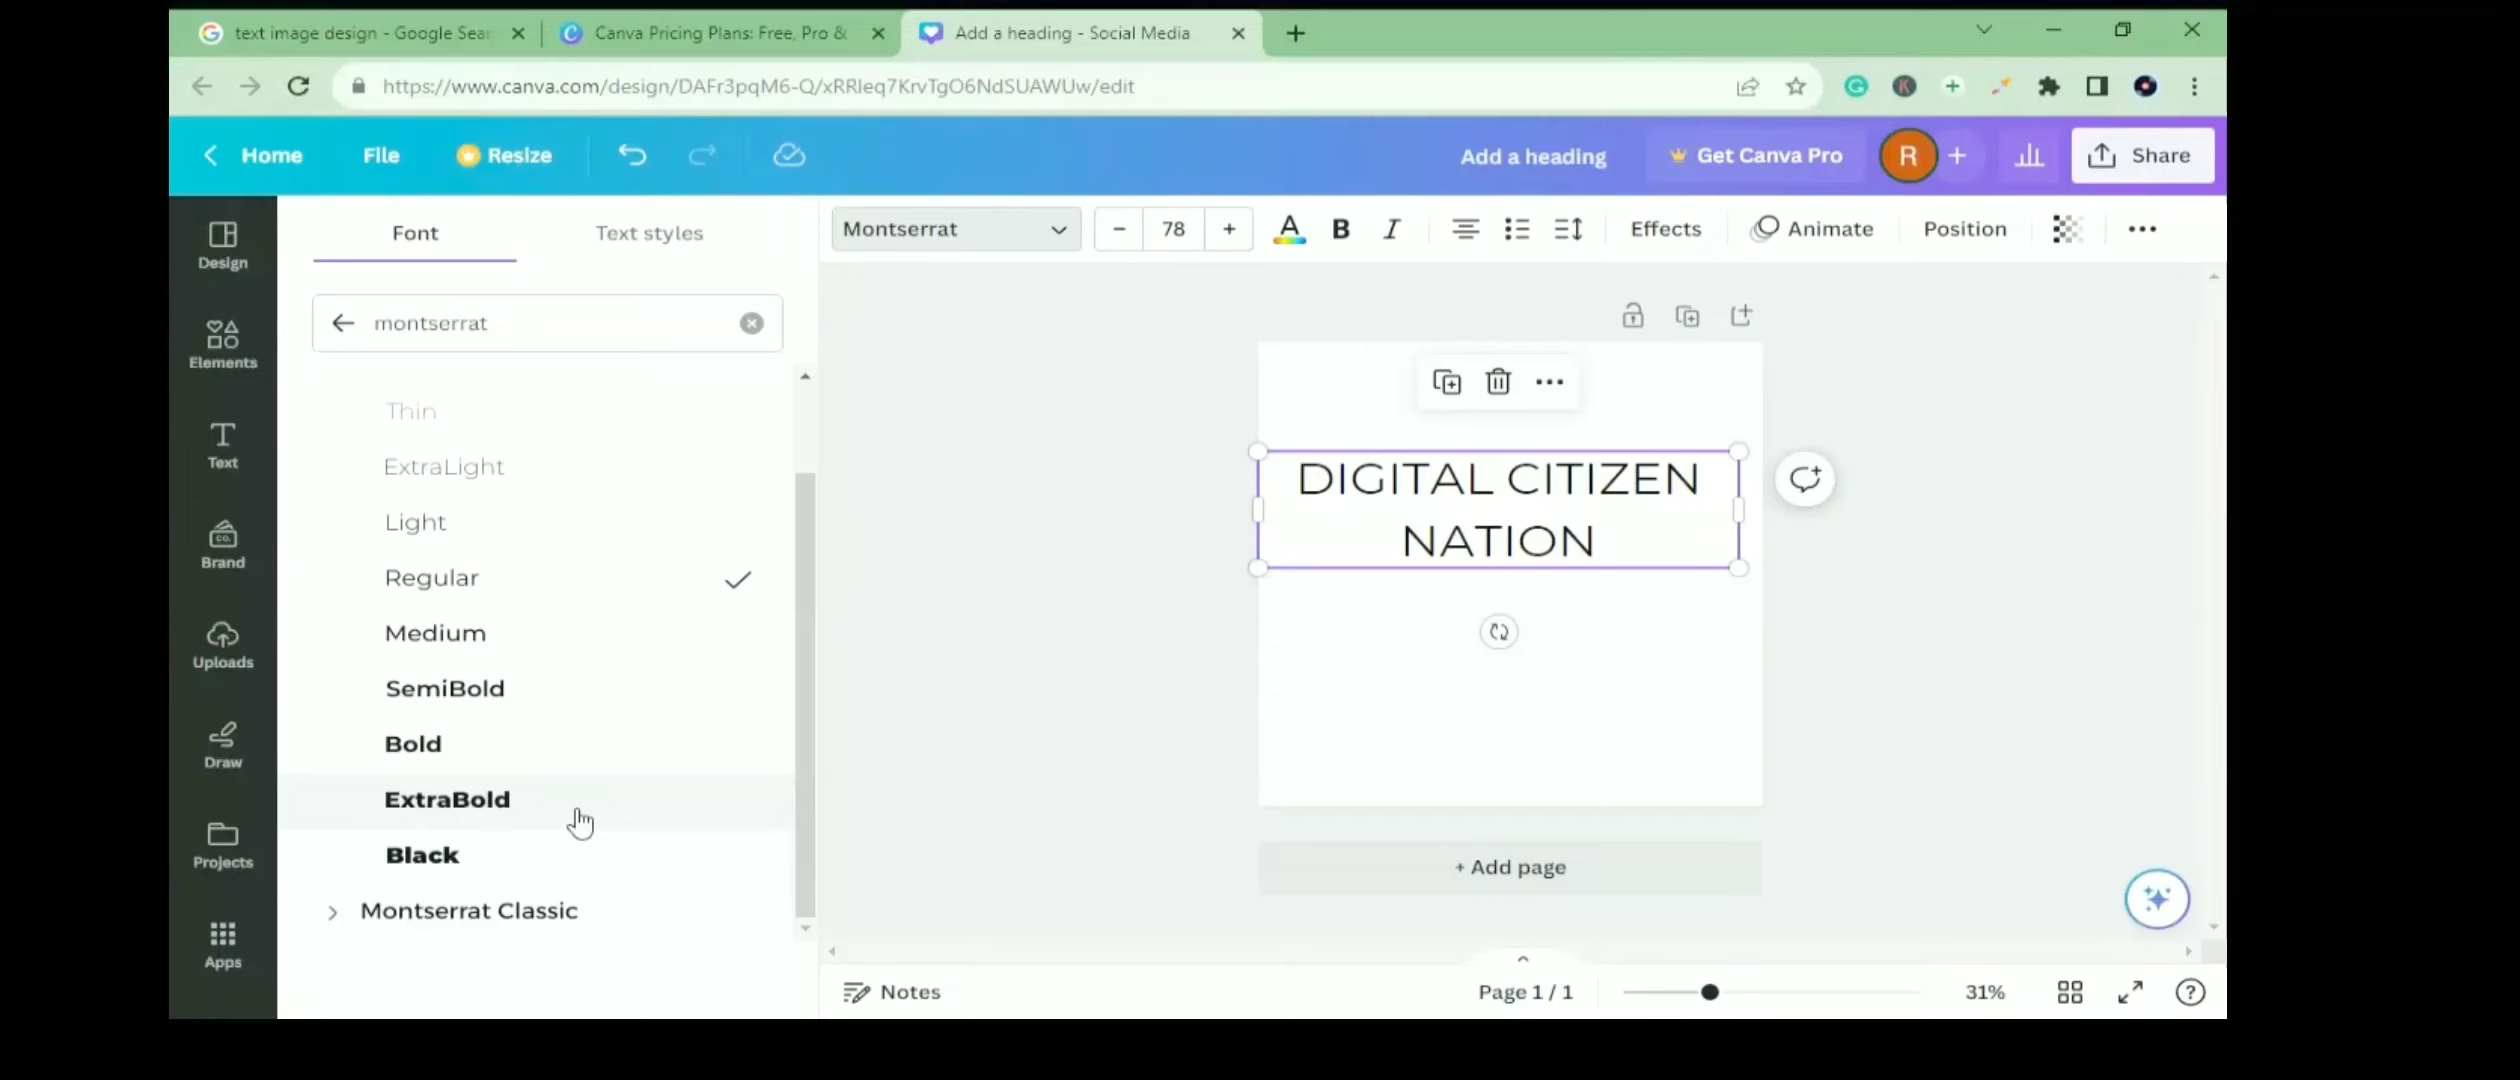 text image design - Google Sear
Canva Pricing Plans: Free, Pro &
Add a heading - Social Media
https://www.canva.com/design/DAFr3pqM6-Q/xRRleq7KrvTgO6NdSUAWUw/edit
Home
File
Resize
Add a heading
Get Canva Pro
R
Share
Design
Elements
Text
CO.
Brand
Uploads
Draw
Projects
Apps
Font
Text styles
montserrat
Thin
ExtraLight
Light
Regular
Medium
SemiBold
Bold
ExtraBold
Black
Montserrat Classic
Montserrat
78
A
B
I
Effects
Animate
Position
DIGITAL CITIZEN
NATION
+ Add page
Notes
Page 1 / 1
31%